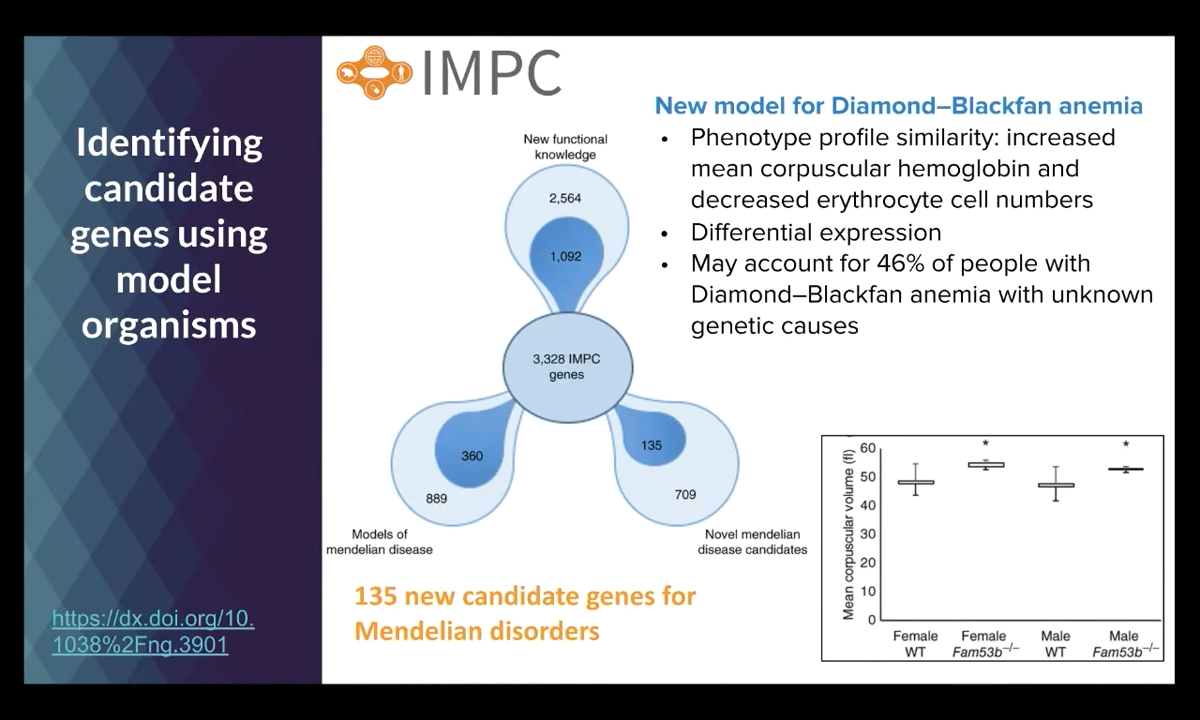 Identifying
candidate
genes using
model
organisms
https://dx.doi.org/10.
1038%2Fng.3901
IMPC
New functional
knowledge
2,564
1,092
3,328 IMPC
genes
360
889
135
709
Models of
mendelian disease
Novel mendelian
disease candidates
135 new candidate genes for
Mendelian disorders
New model for Diamond–Blackfan anemia
• Phenotype profile similarity: increased
mean corpuscular hemoglobin and
decreased erythrocyte cell numbers
• Differential expression
• May account for 46% of people with
Diamond–Blackfan anemia with unknown
genetic causes
Mean corpuscular volume (fl)
60
50
40
30
20
10
0
* *
Female Female Male Male
WT Fam53b–/– WT Fam53b–/–